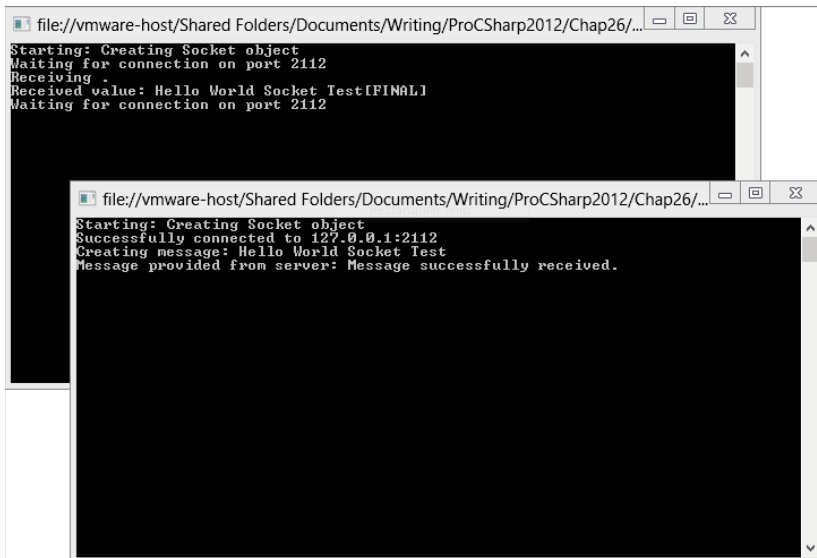 file://vmware-host/Shared Folders/Documents/Writing/ProCSharp2012/Chap26/...
Starting: Creating Socket object
Waiting for connection on port 2112
Receiving .
Received value: Hello World Socket Test[FINAL]
Waiting for connection on port 2112
file://vmware-host/Shared Folders/Documents/Writing/ProCSharp2012/Chap26/...
Starting: Creating Socket object
Successfully connected to 127.0.0.1:2112
Creating message: Hello World Socket Test
Message provided from server: Message successfully received.